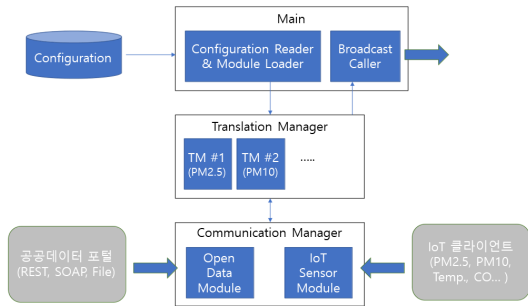 Main
Configuration
Configuration Reader
& Module Loader
Broadcast
Caller
Translation Manager
TM #1
(PM2.5)
TM #2
(PM10)
.....
Communication Manager
공공데이터 포털
(REST, SOAP, File)
Open
Data
Module
IoT
Sensor
Module
IoT 클라이언트
(PM2.5, PM10,
Temp., CO... )